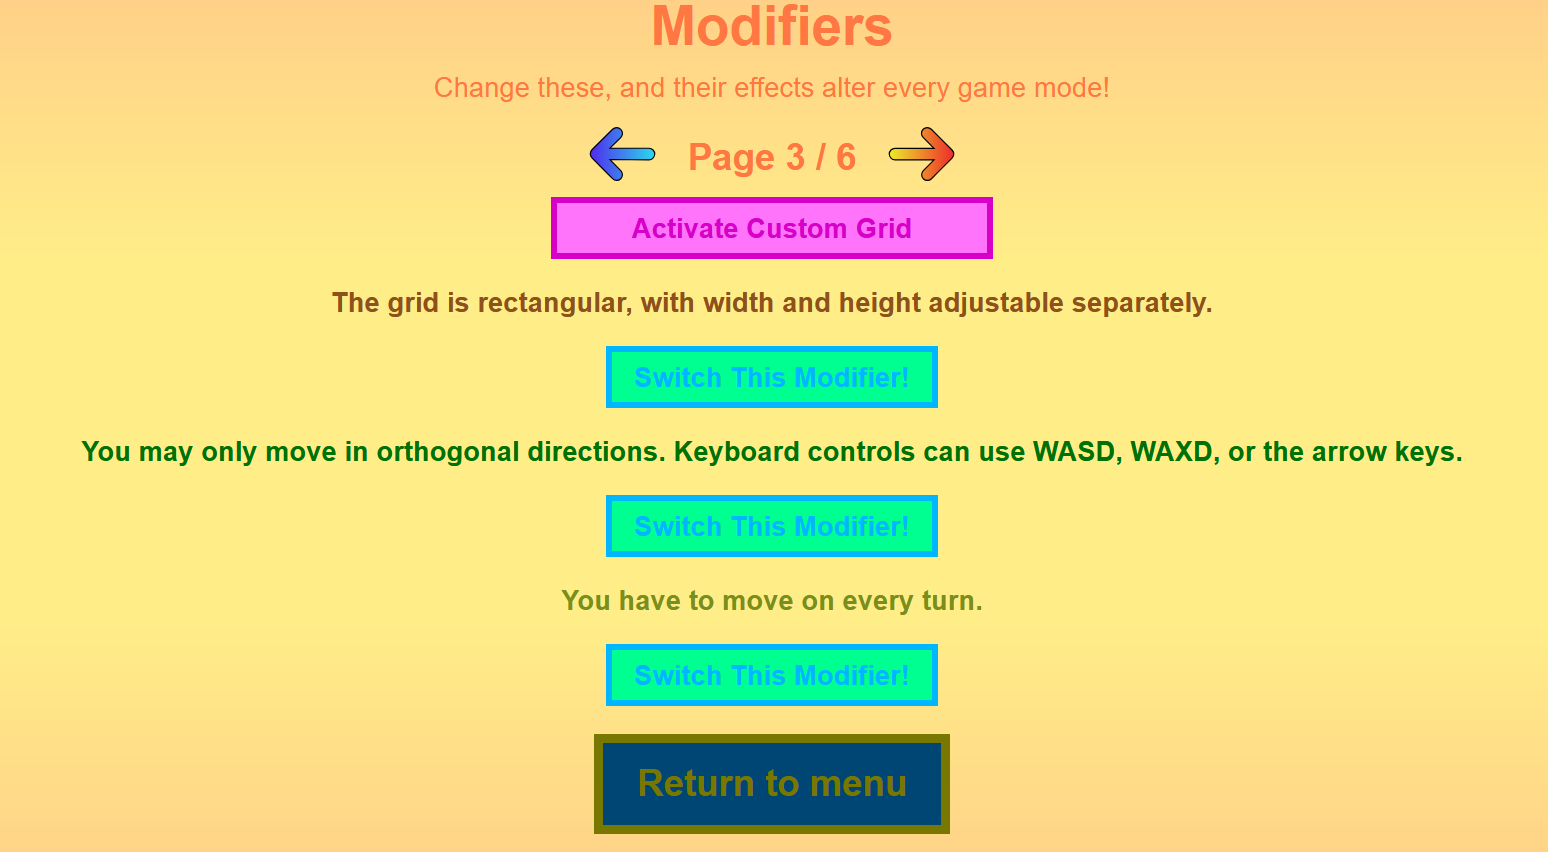 Modifiers
Change these, and their effects alter every game mode!
Page 3 / 6
Activate Custom Grid
The grid is rectangular, with width and height adjustable separately.
Switch This Modifier!
You may only move in orthogonal directions. Keyboard controls can use WASD, WAXD, or the arrow keys.
Switch This Modifier!
You have to move on every turn.
Switch This Modifier!
Return to menu